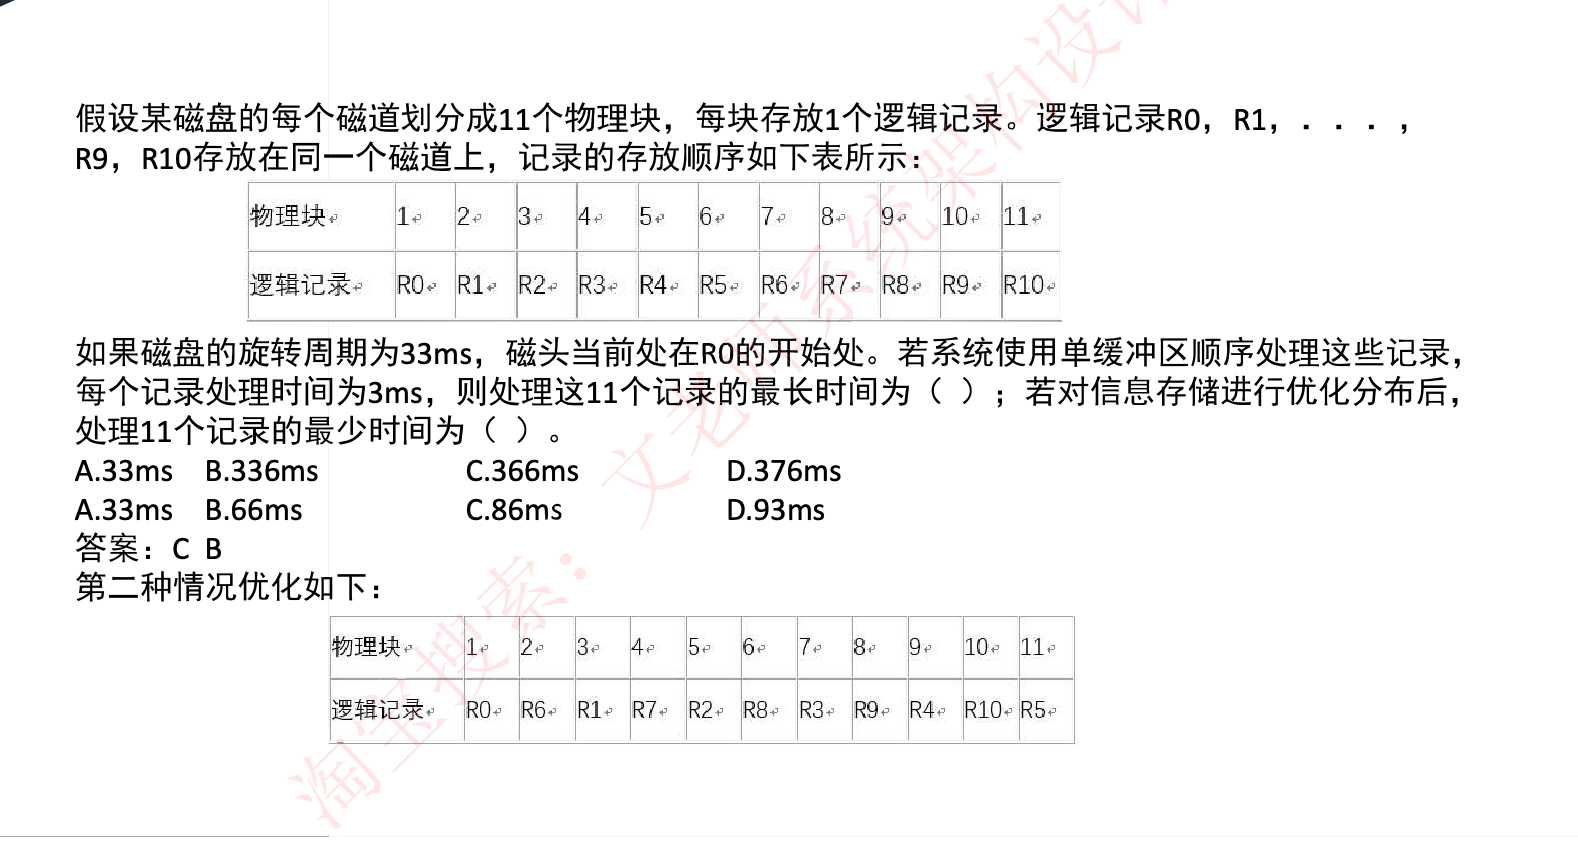 假设某磁盘的每个磁道划分成11个物理块，每块存放1个逻辑记录。逻辑记录R0，R1，．．．．，
R9，R10存放在同一个磁道上，记录的存放顺序如下表所示：
物理块 1 2 3 4 5 6 7 8 9 10 11
逻辑记录 R0 R1 R2 R3 R4 R5 R6 R7 R8 R9 R10
如果磁盘的旋转周期为33ms，磁头当前处在R0的开始处。若系统使用单缓冲区顺序处理这些记录，
每个记录处理时间为3ms，则处理这11个记录的最长时间为（ ）；若对信息存储进行优化分布后，
处理11个记录的最少时间为（ ）。
A.33ms B.336ms C.366ms D.376ms
A.33ms B.66ms C.86ms D.93ms
答案：C B
第二种情况优化如下：
物理块 1 2 3 4 5 6 7 8 9 10 11
逻辑记录 R0 R6 R1 R7 R2 R8 R3 R9 R4 R10 R5
淘宝搜索：文老师系统架构设计